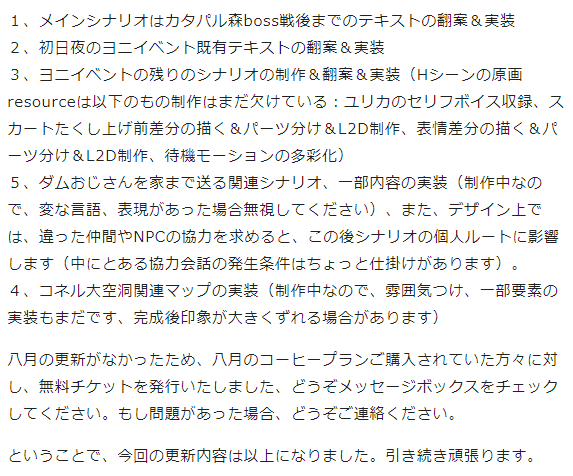 １、メインシナリオはカタパル森boss戦後までのテキストの翻案＆実装
２、初日夜のヨニイベント既有テキストの翻案＆実装
３、ヨニイベントの残りのシナリオの制作＆翻案＆実装（Hシーンの原画
resourceは以下のもの制作はまだ欠けている：ユリカのセリフボイス収録、ス
カートたくし上げ前差分の描く＆パーツ分け＆L2D制作、表情差分の描く＆パ
ーツ分け＆L2D制作、待機モーションの多彩化）
５、ダムおじさんを家まで送る関連シナリオ、一部内容の実装（制作中なの
で、変な言語、表現があった場合無視してください）、また、デザイン上で
は、違った仲間やNPCの協力を求めると、この後シナリオの個人ルートに影響
します（中にとある協力会話の発生条件はちょっと仕掛けがあります）。
４、コネル大空洞関連マップの実装（制作中なので、雰囲気つけ、一部要素の
実装もまだです、完成後印象が大きくずれる場合があります）
八月の更新がなかったため、八月のコーヒープランご購入されていた方々に対
し、無料チケットを発行いたしました、どうぞメッセージボックスをチェック
してください。もし問題があった場合、どうぞご連絡ください。
ということで、今回の更新内容は以上になりました。引き続き頑張ります。